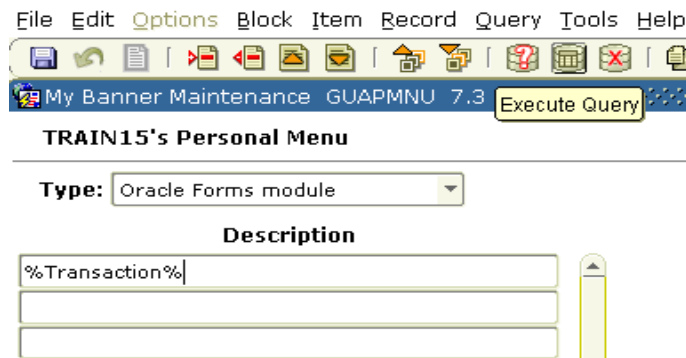 File Edit Options Block Item Record Query Tools Help
My Banner Maintenance GUAPMNU 7.3
Execute Query
TRAIN15's Personal Menu
Type: Oracle Forms module
Description
%Transaction%